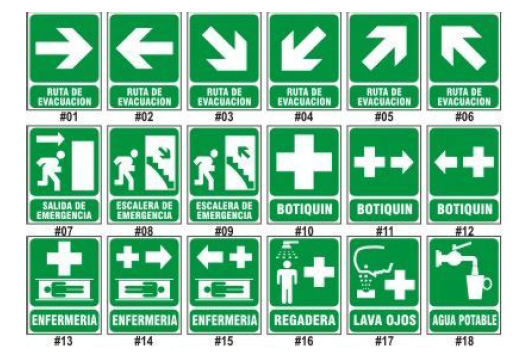 RUTA DE EVACUACION
#01
RUTA DE EVACUACION
#02
RUTA DE EVACUACION
#03
RUTA DE EVACUACION
#04
RUTA DE EVACUACION
#05
RUTA DE EVACUACION
#06
SALIDA DE EMERGENCIA
#07
ESCALERA DE EMERGENCIA
#08
ESCALERA DE EMERGENCIA
#09
BOTIQUIN
#10
BOTIQUIN
#11
BOTIQUIN
#12
ENFERMERIA
#13
ENFERMERIA
#14
ENFERMERIA
#15
REGADERA
#16
LAVA OJOS
#17
AGUA POTABLE
#18